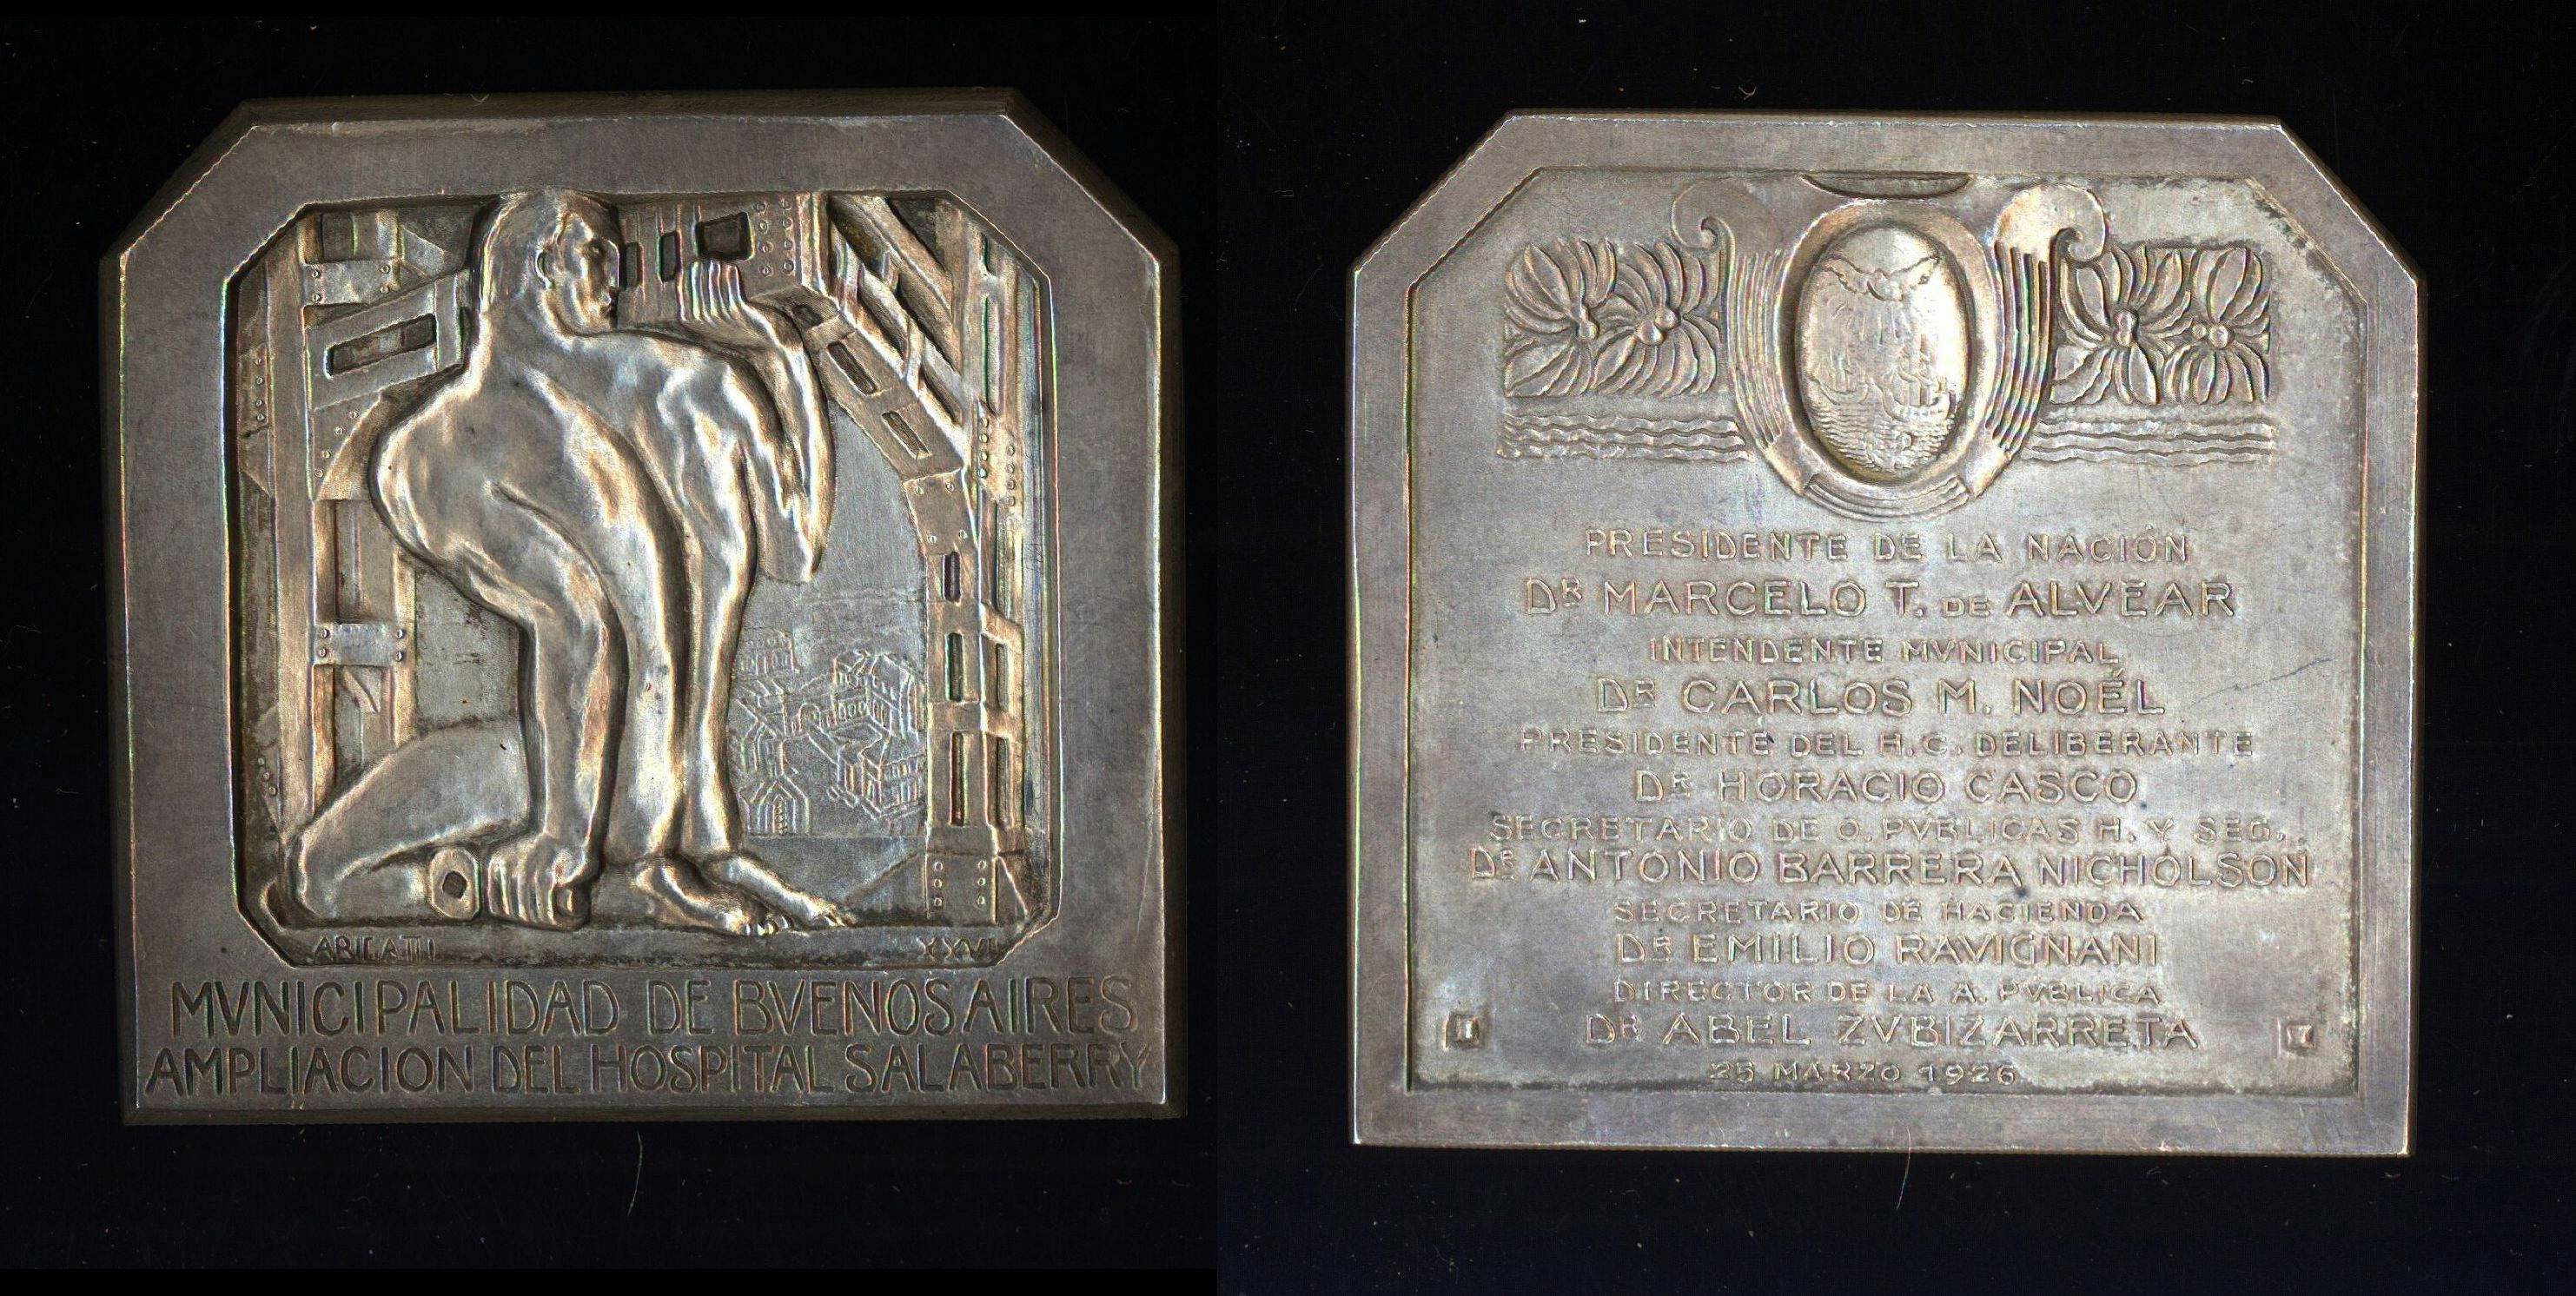 XXVI
MVNICIPALIDAD DE BVENOS AIRES
AMPLIACION DEL HOSPITAL SALABERRY
PRESIDENTE DE LA NACIÓN
DR MARCELO T. DE ALVEAR
INTENDENTE MVNICIPAL
DR CARLOS M. NOÉL
PRESIDENTE DEL H.C. DELIBERANTE
DR HORACIO CASCO
SECRETARIO DE O. PVBLICAS H. Y SEG.
DR ANTONIO BARRERA NICHOLSON
SECRETARIO DE HACIENDA
DR EMILIO RAVIGNANI
DIRECTOR DE LA A. PVBLICA
DR ABEL ZVBIZARRETA
25 MARZO 1926